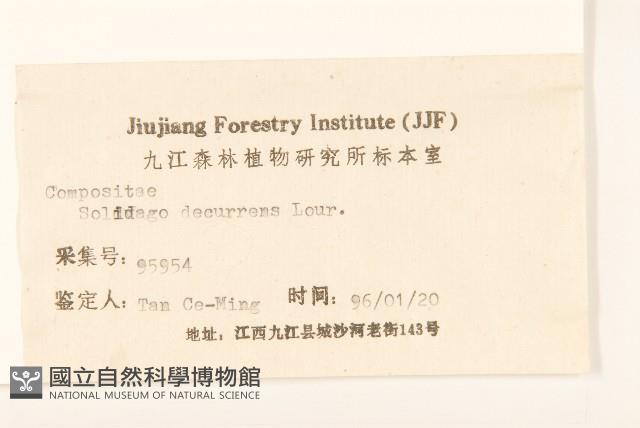 Jiujiang Forestry Institute (JJF)
九江森林植物研究所标本室
Compositae
Solidago decurrens Lour.
采集号: 95954
鉴定人: Tan Ce-Ming 时间: 96/01/20
地址: 江西九江县城沙河老街143号
國立自然科學博物館
NATIONAL MUSEUM OF NATURAL SCIENCE